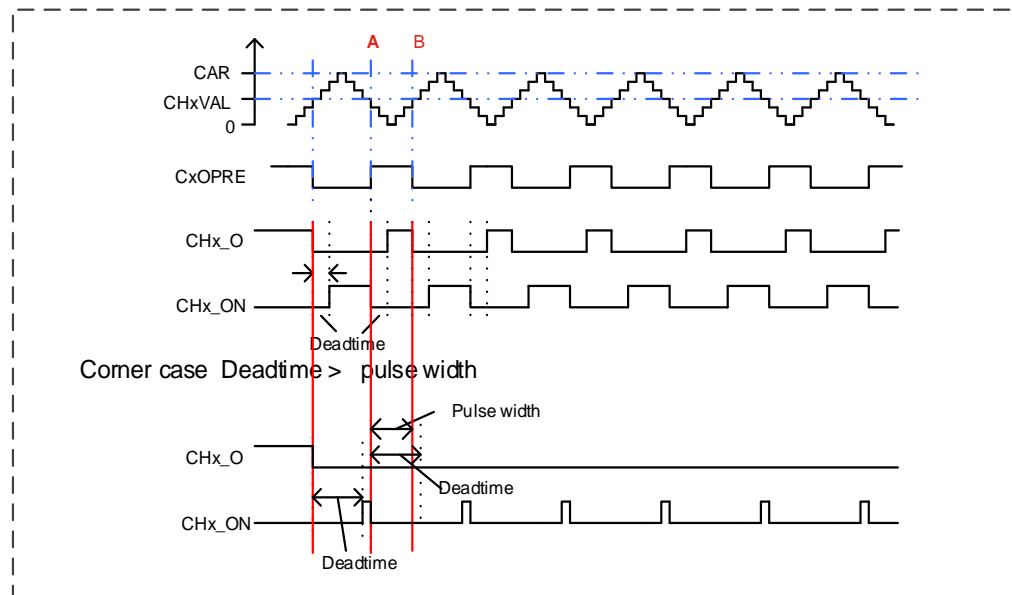 A B
CAR
CHxVAL
0
CxOPRE
CHx_O
CHx_ON
Deadtime
Corner case Deadtime > pulse width
Pulse width
CHx_O
Deadtime
CHx_ON
Deadtime